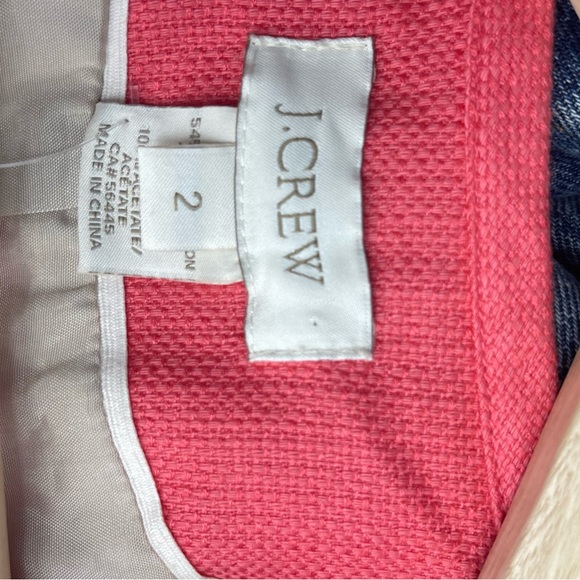 J.CREW
2
ACETATE/
ACETATE
CA#56445
MADE IN CHINA